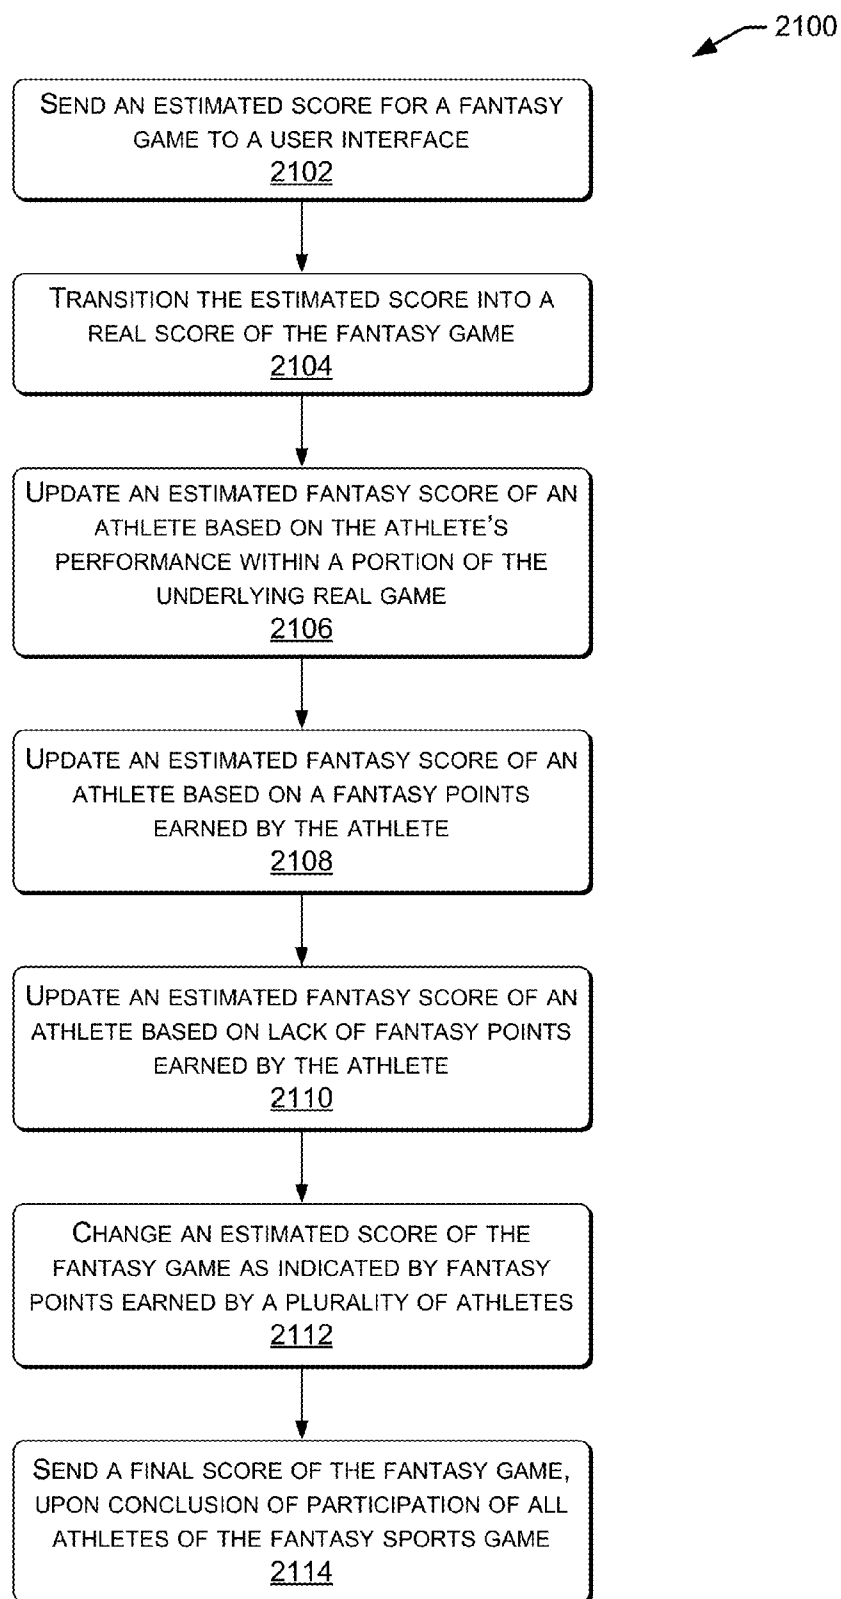 2100
SEND AN ESTIMATED SCORE FOR A FANTASY
GAME TO A USER INTERFACE
2102
TRANSITION THE ESTIMATED SCORE INTO A
REAL SCORE OF THE FANTASY GAME
2104
UPDATE AN ESTIMATED FANTASY SCORE OF AN
ATHLETE BASED ON THE ATHLETE'S
PERFORMANCE WITHIN A PORTION OF THE
UNDERLYING REAL GAME
2106
UPDATE AN ESTIMATED FANTASY SCORE OF AN
ATHLETE BASED ON A FANTASY POINTS
EARNED BY THE ATHLETE
2108
UPDATE AN ESTIMATED FANTASY SCORE OF AN
ATHLETE BASED ON LACK OF FANTASY POINTS
EARNED BY THE ATHLETE
2110
CHANGE AN ESTIMATED SCORE OF THE
FANTASY GAME AS INDICATED BY FANTASY
POINTS EARNED BY A PLURALITY OF ATHLETES
2112
SEND A FINAL SCORE OF THE FANTASY GAME,
UPON CONCLUSION OF PARTICIPATION OF ALL
ATHLETES OF THE FANTASY SPORTS GAME
2114